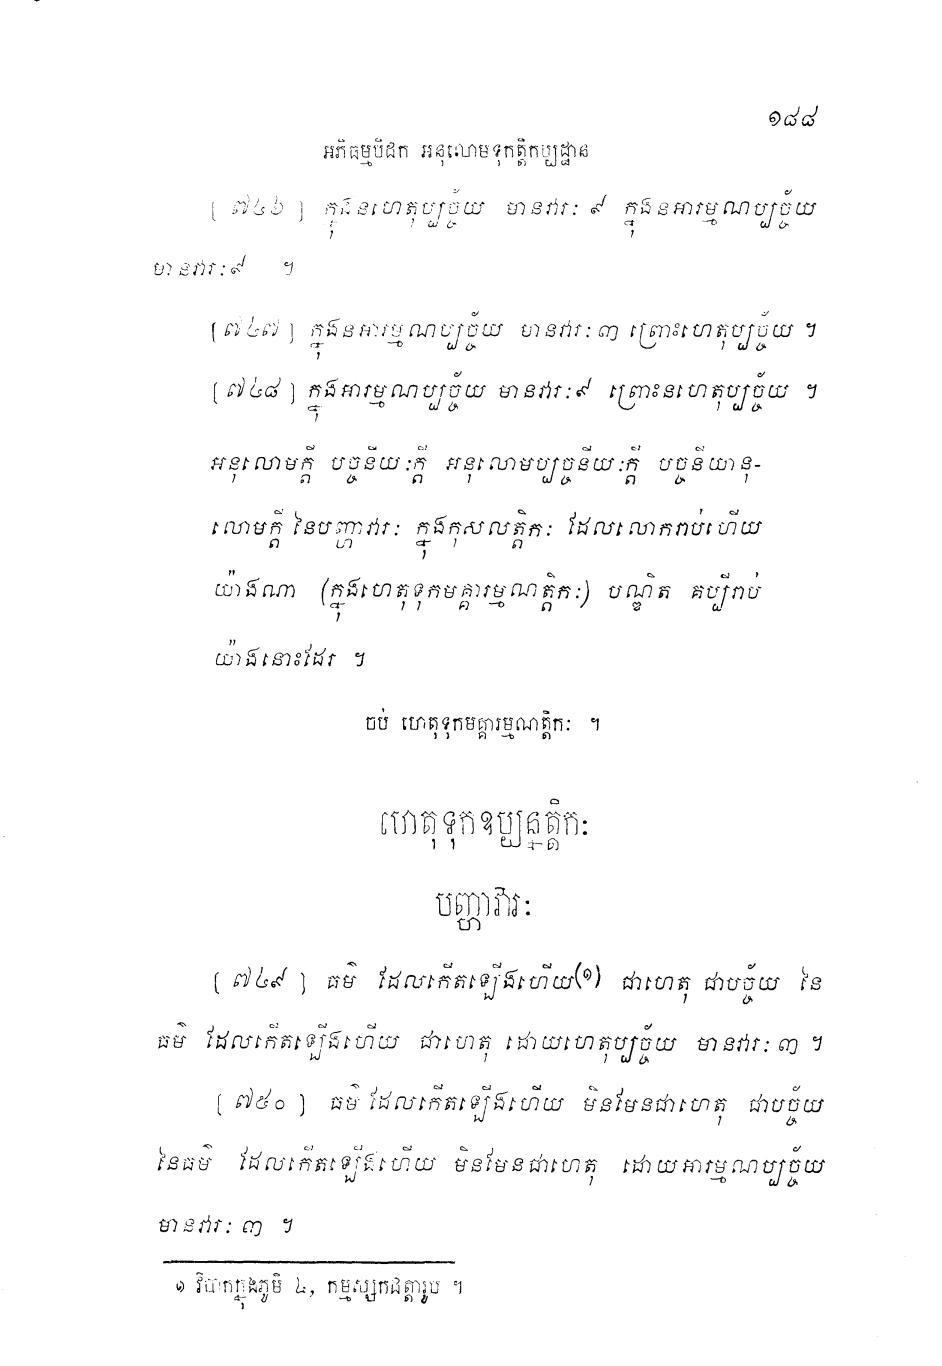 ១៨៨
អភិធម្មបិដក អនុលោមទុកត្តិកប្បដ្ឋាន
[ ៧៤៦ ] ក្នុងនហេតុប្បច្ច័យ មានវារៈ ៩ ក្នុងនអារម្មណប្បច្ច័យ
មានវារៈ៩ ។
[ ៧៤៧ ] ក្នុងនអារម្មណប្បច្ច័យ មានវារៈ ៣ ព្រោះហេតុប្បច្ច័យ ។
[ ៧៤៨ ] ក្នុងអារម្មណប្បច្ច័យ មានវារៈ ៩ ព្រោះនហេតុប្បច្ច័យ ។
អនុលោមក្តី បច្ចនីយៈក្តី អនុលោមប្បច្ចនីយៈក្តី បច្ចនីយានុ-
លោមក្តី នៃបញ្ហាវារៈ ក្នុងកុសលត្តិកៈ ដែលលោករាប់ហើយ
យ៉ាងណា (ក្នុងហេតុទុកមគ្គារម្មណត្តិកៈ) បណ្ឌិត គប្បីរាប់
យ៉ាងនោះដែរ ។
ចប់ ហេតុទុកមគ្គារម្មណត្តិកៈ ។
ហេតុទុកឧប្បន្នត្តិកៈ
បញ្ហាវារៈ
[ ៧៤៩ ] ធម៌ ដែលកើតឡើងហើយ(១) ជាហេតុ ជាបច្ច័យ នៃ
ធម៌ ដែលកើតឡើងហើយ ជាហេតុ ដោយហេតុប្បច្ច័យ មានវារៈ ៣ ។
[ ៧៥០ ] ធម៌ ដែលកើតឡើងហើយ មិនមែនជាហេតុ ជាបច្ច័យ
នៃធម៌ ដែលកើតឡើងហើយ មិនមែនជាហេតុ ដោយអារម្មណប្បច្ច័យ
មានវារៈ ៣ ។
១ វិបាកក្នុងភូមិ ៤, កម្មស្សកដត្តារូប ។